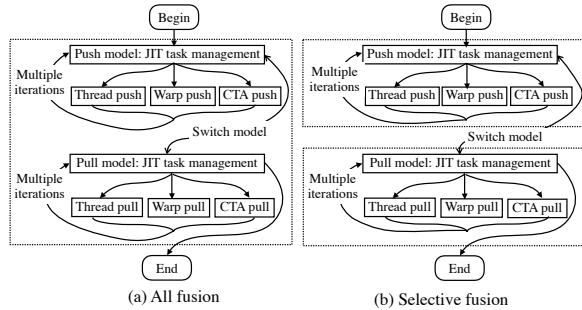 Begin
Push model: JIT task management
Multiple
iterations
Thread push
Warp push
CTA push
Switch model
Pull model: JIT task management
Multiple
iterations
Thread pull
Warp pull
CTA pull
End
(a) All fusion
Begin
Push model: JIT task management
Multiple
iterations
Thread push
Warp push
CTA push
Switch model
Pull model: JIT task management
Multiple
iterations
Thread pull
Warp pull
CTA pull
End
(b) Selective fusion